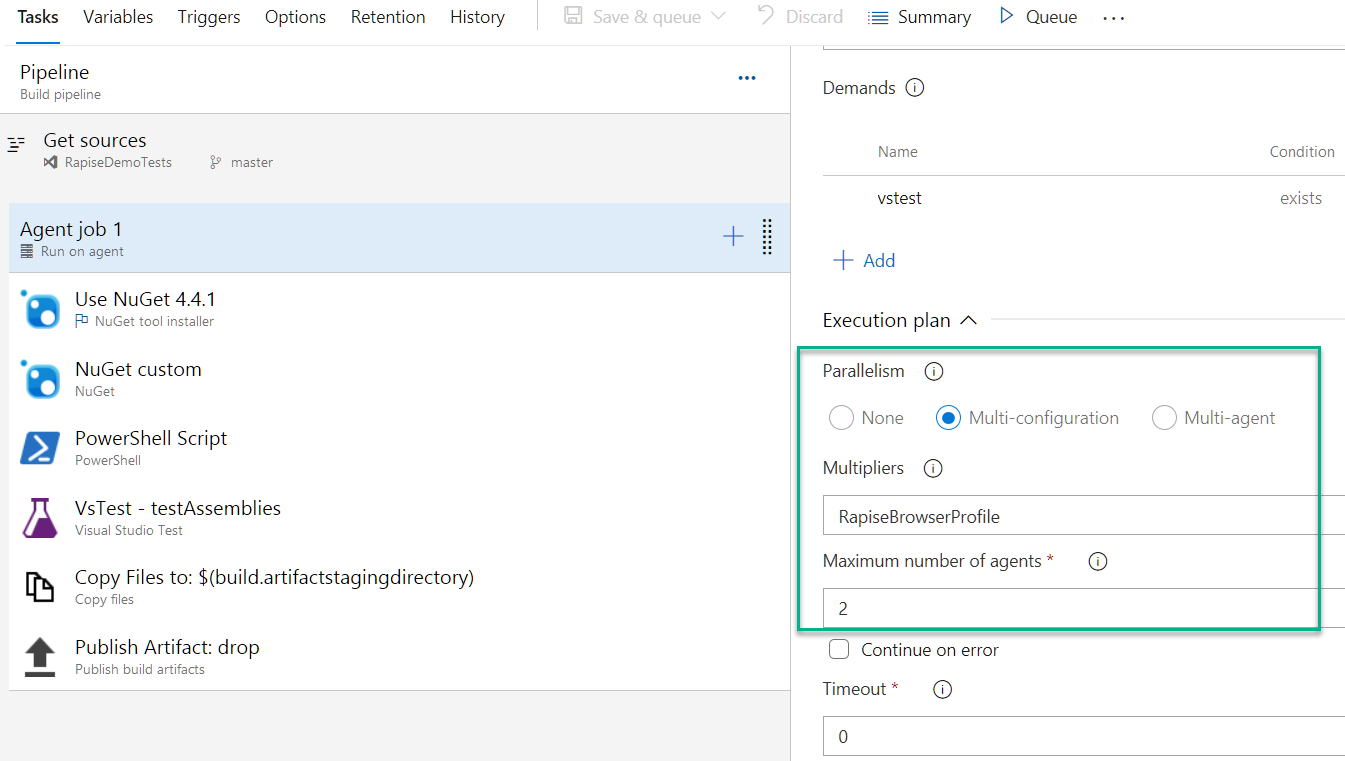 Tasks Variables Triggers Options Retention History Save & queue Discard Summary Queue ...
Pipeline
Build pipeline
Get sources
RapiseDemoTests master
Agent job 1
Run on agent
Use NuGet 4.4.1
NuGet tool installer
NuGet custom
NuGet
PowerShell Script
PowerShell
VsTest - testAssemblies
Visual Studio Test
Copy Files to: $(build.artifactstagingdirectory)
Copy files
Publish Artifact: drop
Publish build artifacts
Demands
Name Condition
vstest exists
Add
Execution plan
Parallelism
None Multi-configuration Multi-agent
Multipliers
RapiseBrowserProfile
Maximum number of agents *
2
Continue on error
Timeout *
0